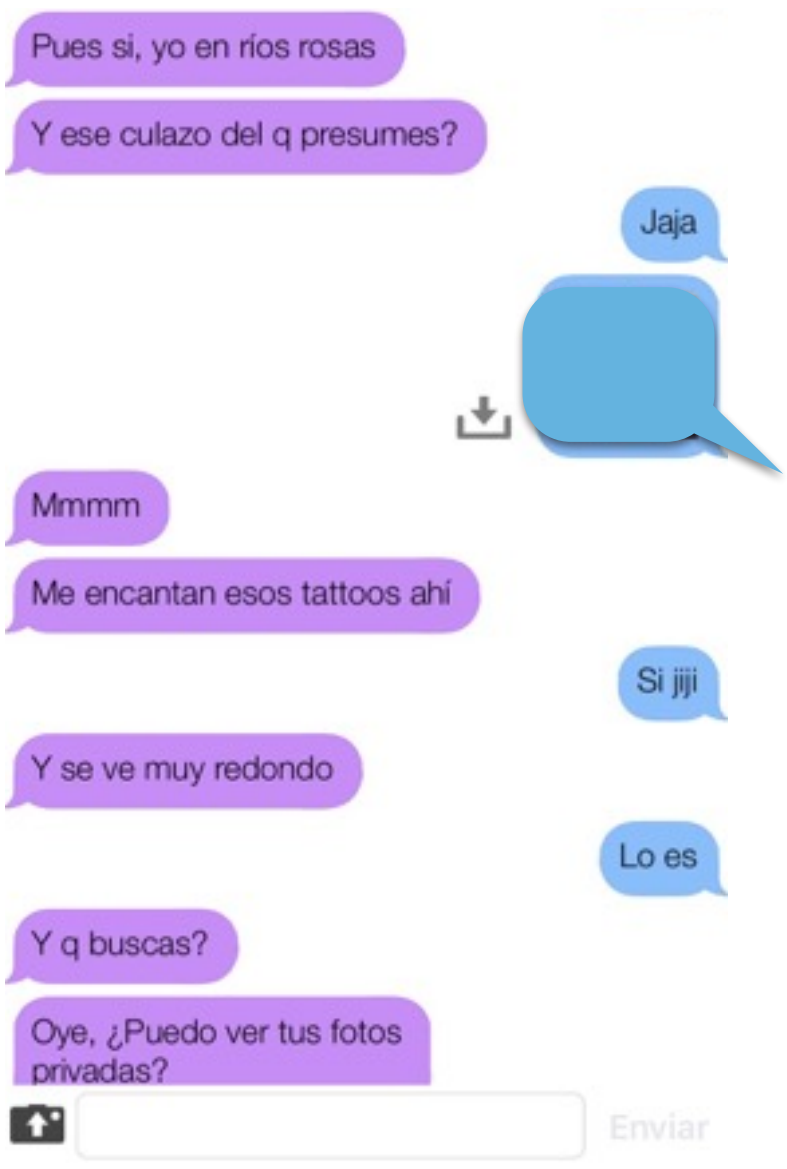 Pues si, yo en ríos rosas
Y ese culazo del q presumes?
Jaja
Mmmm
Me encantan esos tattoos ahí
Si jiji
Y se ve muy redondo
Lo es
Y q buscas?
Oye, ¿Puedo ver tus fotos
privadas?
Enviar